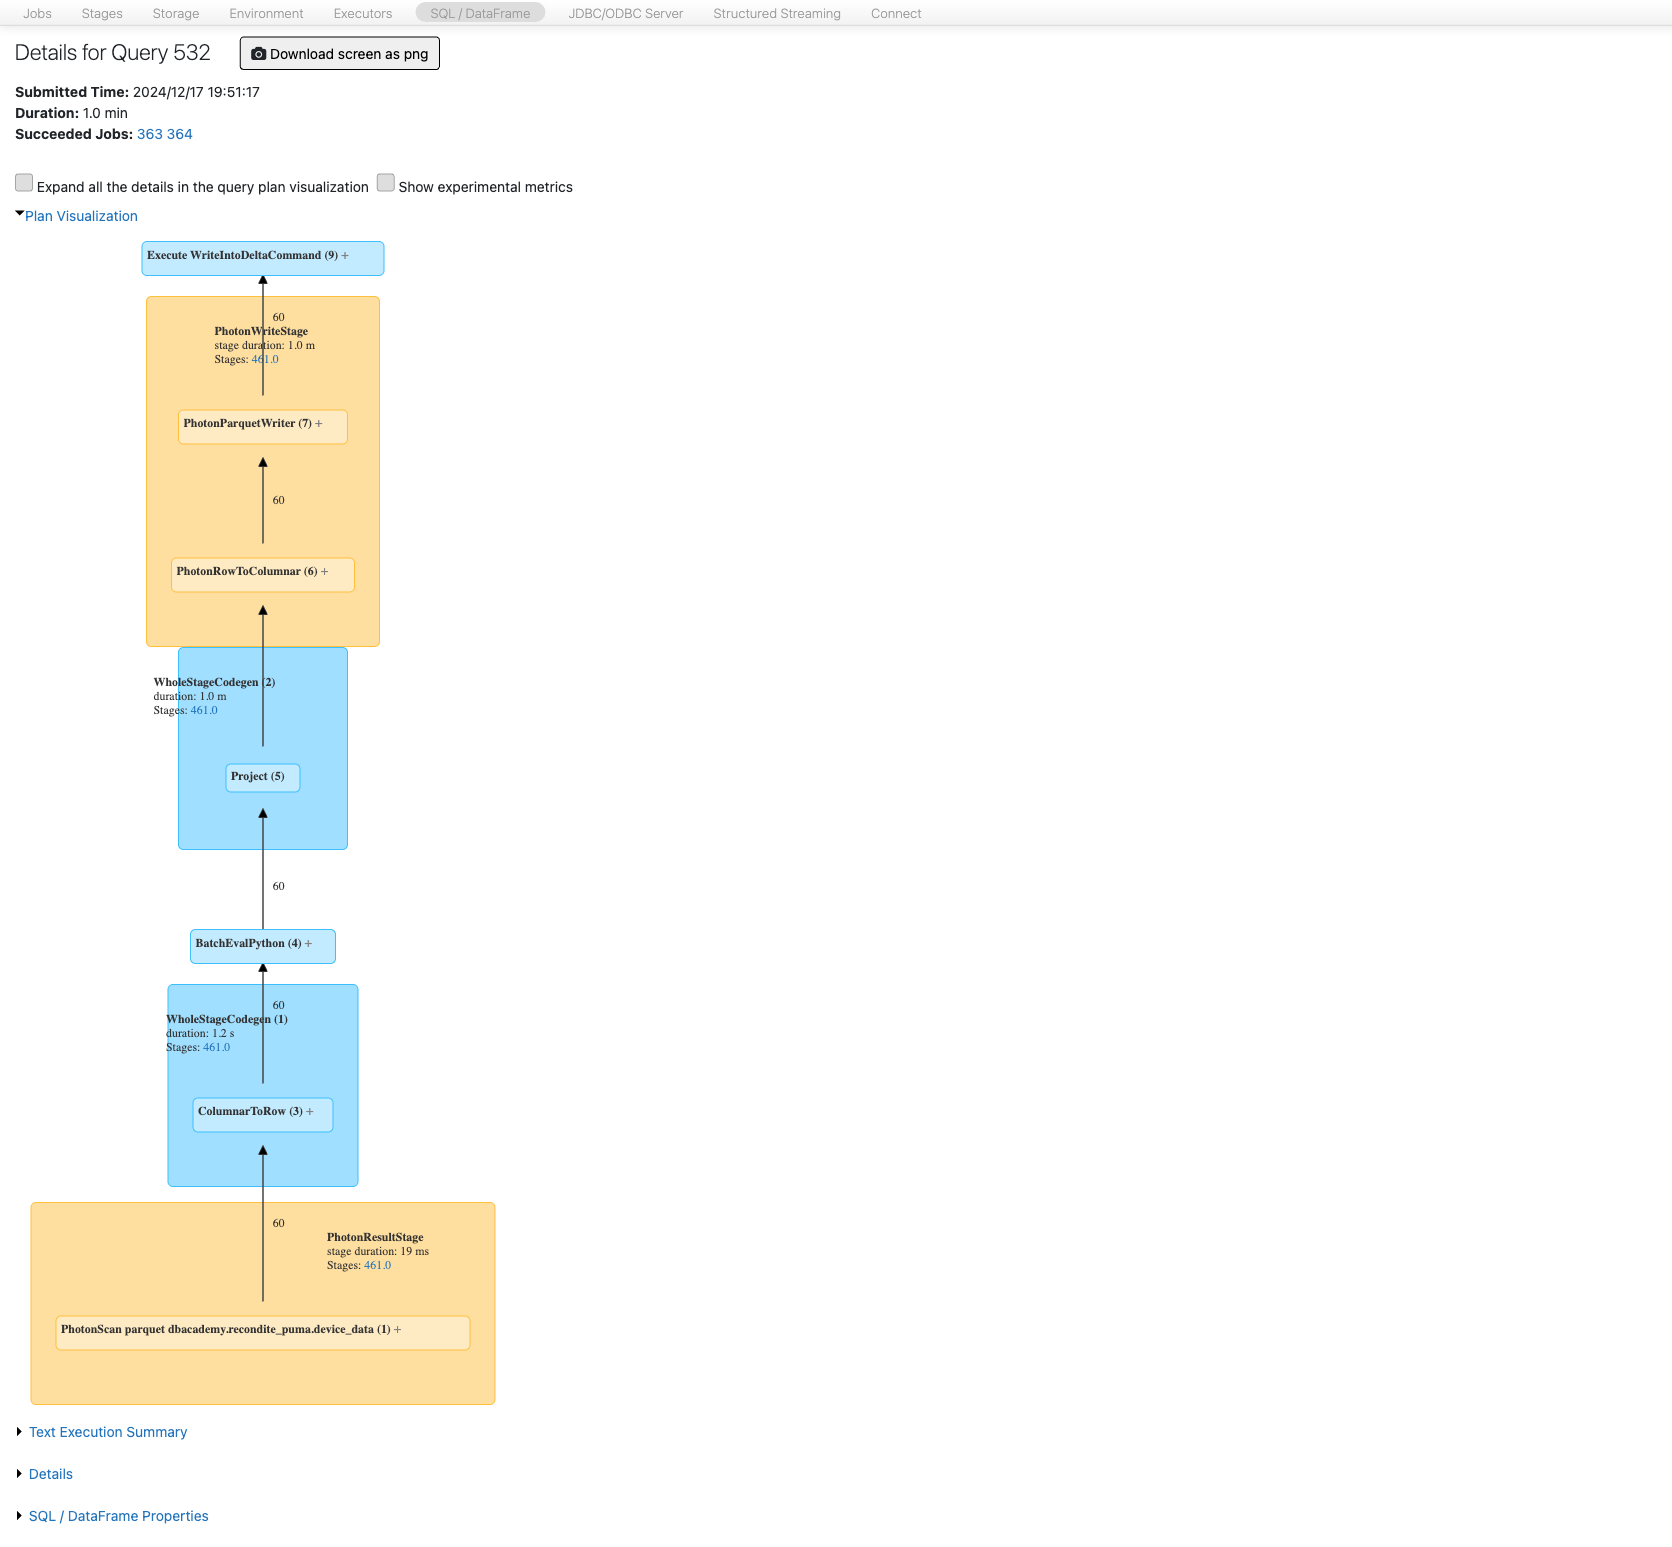 Jobs Stages Storage Environment Executors SQL / DataFrame JDBC/ODBC Server Structured Streaming Connect
Details for Query 532 Download screen as png
Submitted Time: 2024/12/17 19:51:17
Duration: 1.0 min
Succeeded Jobs: 363 364
Expand all the details in the query plan visualization Show experimental metrics
Plan Visualization
Execute WriteIntoDeltaCommand (9) +
60
PhotonWriteStage
stage duration: 1.0 m
Stages: 461.0
PhotonParquetWriter (7) +
60
PhotonRowToColumnar (6) +
WholeStageCodegen (2)
duration: 1.0 m
Stages: 461.0
Project (5)
60
BatchEvalPython (4) +
60
WholeStageCodegen (1)
duration: 1.2 s
Stages: 461.0
ColumnarToRow (3) +
60
PhotonResultStage
stage duration: 19 ms
Stages: 461.0
PhotonScan parquet dbacademy.recondite_puma.device_data (1) +
Text Execution Summary
Details
SQL / DataFrame Properties